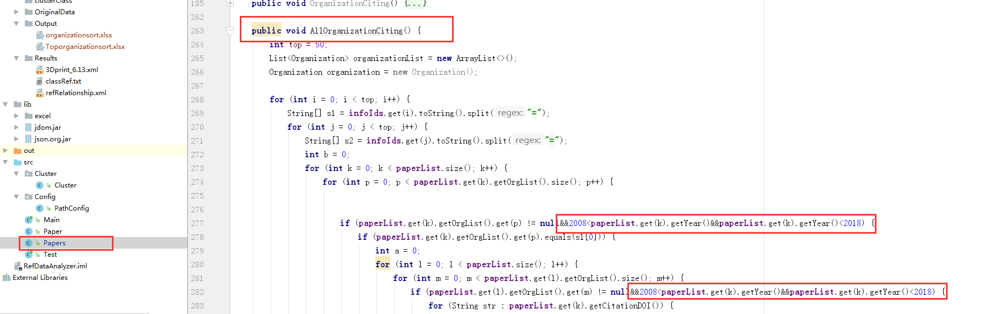 clusterClass
OriginalData
Output
organizationsort.xlsx
Toporganizationsort.xlsx
Results
3Dprint_6.13.xml
classRef.txt
refRelationship.xml
lib
excel
jdom.jar
json.org.jar
out
src
Cluster
Cluster
Config
PathConfig
Main
Paper
Papers
Test
RefDataAnalyzer.iml
External Libraries
185 public void OrganizationCiting() {...}
262
263 public void AllOrganizationCiting() {
264 int top = 50;
265 List<Organization> organizationList = new ArrayList<>();
266 Organization organization = new Organization();
267
268 for (int i = 0; i < top; i++) {
269 String[] s1 = infoIds.get(i).toString().split( regex: "=");
270 for (int j = 0; j < top; j++) {
271 String[] s2 = infoIds.get(j).toString().split( regex: "=");
272 int b = 0;
273 for (int k = 0; k < paperList.size(); k++) {
274 for (int p = 0; p < paperList.get(k).getOrgList().size(); p++) {
275
276
277 if (paperList.get(k).getOrgList().get(p) != null&&2008<paperList.get(k).getYear()&&paperList.get(k).getYear()<2018) {
278 if (paperList.get(k).getOrgList().get(p).equals(s1[0])) {
279 int a = 0;
280 for (int l = 0; l < paperList.size(); l++) {
281 for (int m = 0; m < paperList.get(l).getOrgList().size(); m++) {
282 if (paperList.get(l).getOrgList().get(m) != null&&2008<paperList.get(k).getYear()&&paperList.get(k).getYear()<2018) {
283 for (String str : paperList.get(k).getCitationDOI()) {